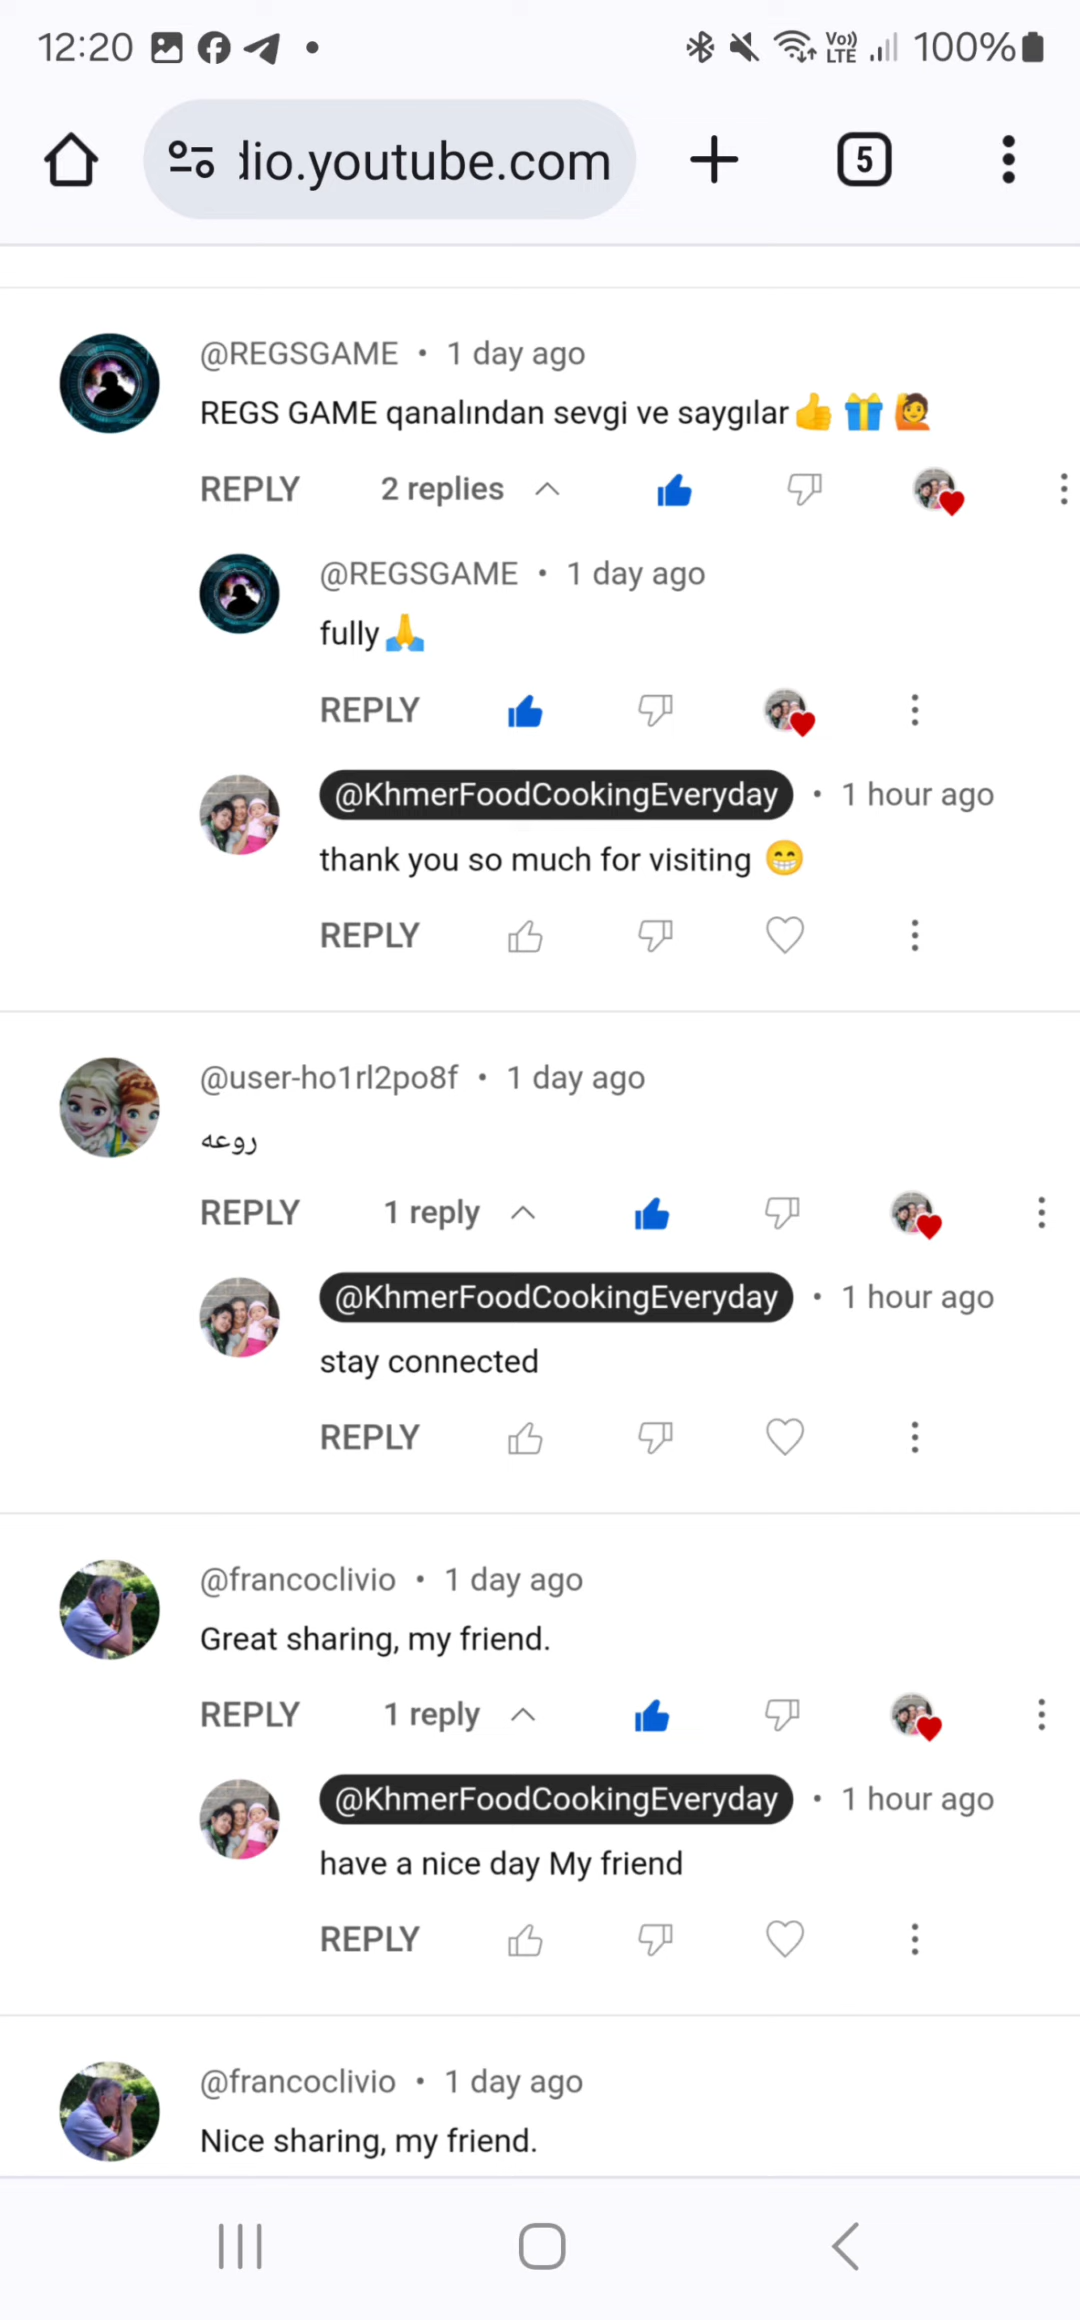 12:20 Vo)) LTE 100%
lio.youtube.com 5
@REGSGAME • 1 day ago
REGS GAME qanalından sevgi ve saygılar👍🎁🙋
REPLY 2 replies
@REGSGAME • 1 day ago
fully🙏
REPLY
@KhmerFoodCookingEveryday • 1 hour ago
thank you so much for visiting 😁
REPLY
@user-ho1rl2po8f • 1 day ago
روعه
REPLY 1 reply
@KhmerFoodCookingEveryday • 1 hour ago
stay connected
REPLY
@francoclivio • 1 day ago
Great sharing, my friend.
REPLY 1 reply
@KhmerFoodCookingEveryday • 1 hour ago
have a nice day My friend
REPLY
@francoclivio • 1 day ago
Nice sharing, my friend.